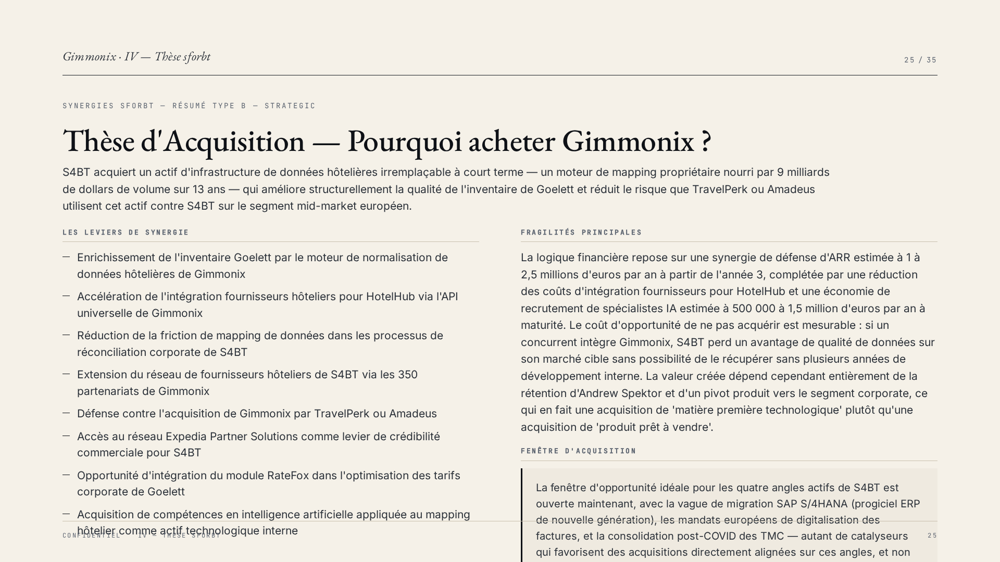 Gimmonix · IV — Thèse sforbt
25 / 35
SYNERGIES SFORBT — RÉSUMÉ TYPE B — STRATEGIC
Thèse d'Acquisition — Pourquoi acheter Gimmonix ?
S4BT acquiert un actif d'infrastructure de données hôtelières irremplaçable à court terme — un moteur de mapping propriétaire nourri par 9 milliards
de dollars de volume sur 13 ans — qui améliore structurellement la qualité de l'inventaire de Goelett et réduit le risque que TravelPerk ou Amadeus
utilisent cet actif contre S4BT sur le segment mid-market européen.
LES LEVIERS DE SYNERGIE
— Enrichissement de l'inventaire Goelett par le moteur de normalisation de
données hôtelières de Gimmonix
— Accélération de l'intégration fournisseurs hôteliers pour HotelHub via l'API
universelle de Gimmonix
— Réduction de la friction de mapping de données dans les processus de
réconciliation corporate de S4BT
— Extension du réseau de fournisseurs hôteliers de S4BT via les 350
partenariats de Gimmonix
— Défense contre l'acquisition de Gimmonix par TravelPerk ou Amadeus
— Accès au réseau Expedia Partner Solutions comme levier de crédibilité
commerciale pour S4BT
— Opportunité d'intégration du module RateFox dans l'optimisation des tarifs
corporate de Goelett
— Acquisition de compétences en intelligence artificielle appliquée au mapping
hôtelier comme actif technologique interne
FRAGILITÉS PRINCIPALES
La logique financière repose sur une synergie de défense d'ARR estimée à 1 à
2,5 millions d'euros par an à partir de l'année 3, complétée par une réduction
des coûts d'intégration fournisseurs pour HotelHub et une économie de
recrutement de spécialistes IA estimée à 500 000 à 1,5 million d'euros par an à
maturité. Le coût d'opportunité de ne pas acquérir est mesurable : si un
concurrent intègre Gimmonix, S4BT perd un avantage de qualité de données sur
son marché cible sans possibilité de le récupérer sans plusieurs années de
développement interne. La valeur créée dépend cependant entièrement de la
rétention d'Andrew Spektor et d'un pivot produit vers le segment corporate, ce
qui en fait une acquisition de 'matière première technologique' plutôt qu'une
acquisition de 'produit prêt à vendre'.
FENÊTRE D'ACQUISITION
La fenêtre d'opportunité idéale pour les quatre angles actifs de S4BT est
ouverte maintenant, avec la vague de migration SAP S/4HANA (progiciel ERP
de nouvelle génération), les mandats européens de digitalisation des
factures, et la consolidation post-COVID des TMC — autant de catalyseurs
qui favorisent des acquisitions directement alignées sur ces angles, et non
CONFIDENTIEL IV — THÈSE SFORBT
25